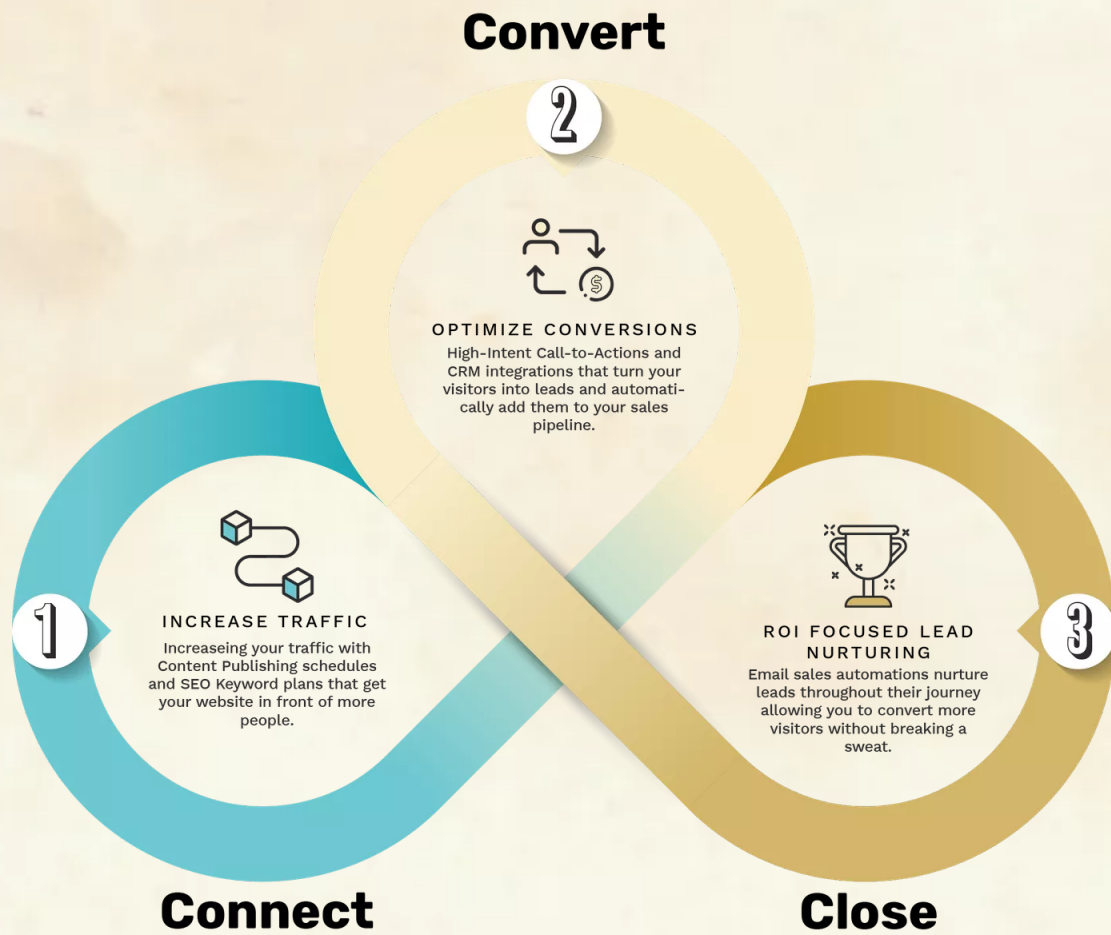 Convert
2
OPTIMIZE CONVERSIONS
High-Intent Call-to-Actions and
CRM integrations that turn your
visitors into leads and automati-
cally add them to your sales
pipeline.
1
INCREASE TRAFFIC
Increaseing your traffic with
Content Publishing schedules
and SEO Keyword plans that get
your website in front of more
people.
Connect
3
ROI FOCUSED LEAD
NURTURING
Email sales automations nurture
leads throughout their journey
allowing you to convert more
visitors without breaking a
sweat.
Close
$